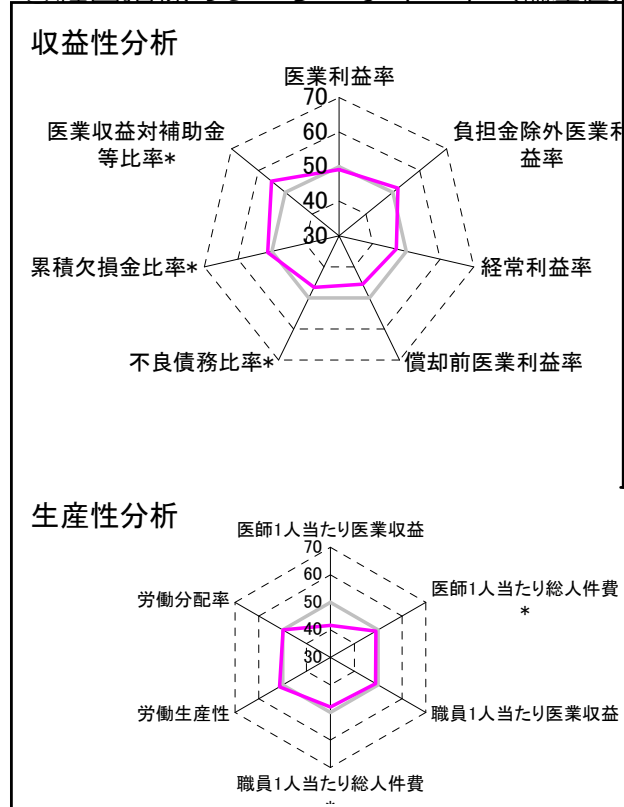 収益性分析
医業利益率
70
60
50
40
30
医業収益対補助金
等比率*
負担金除外医業利
益率
累積欠損金比率*
経常利益率
不良債務比率*
償却前医業利益率
生産性分析
医師1人当たり医業収益
70
60
50
40
30
労働分配率
医師1人当たり総人件費
*
労働生産性
職員1人当たり医業収益
職員1人当たり総人件費
*